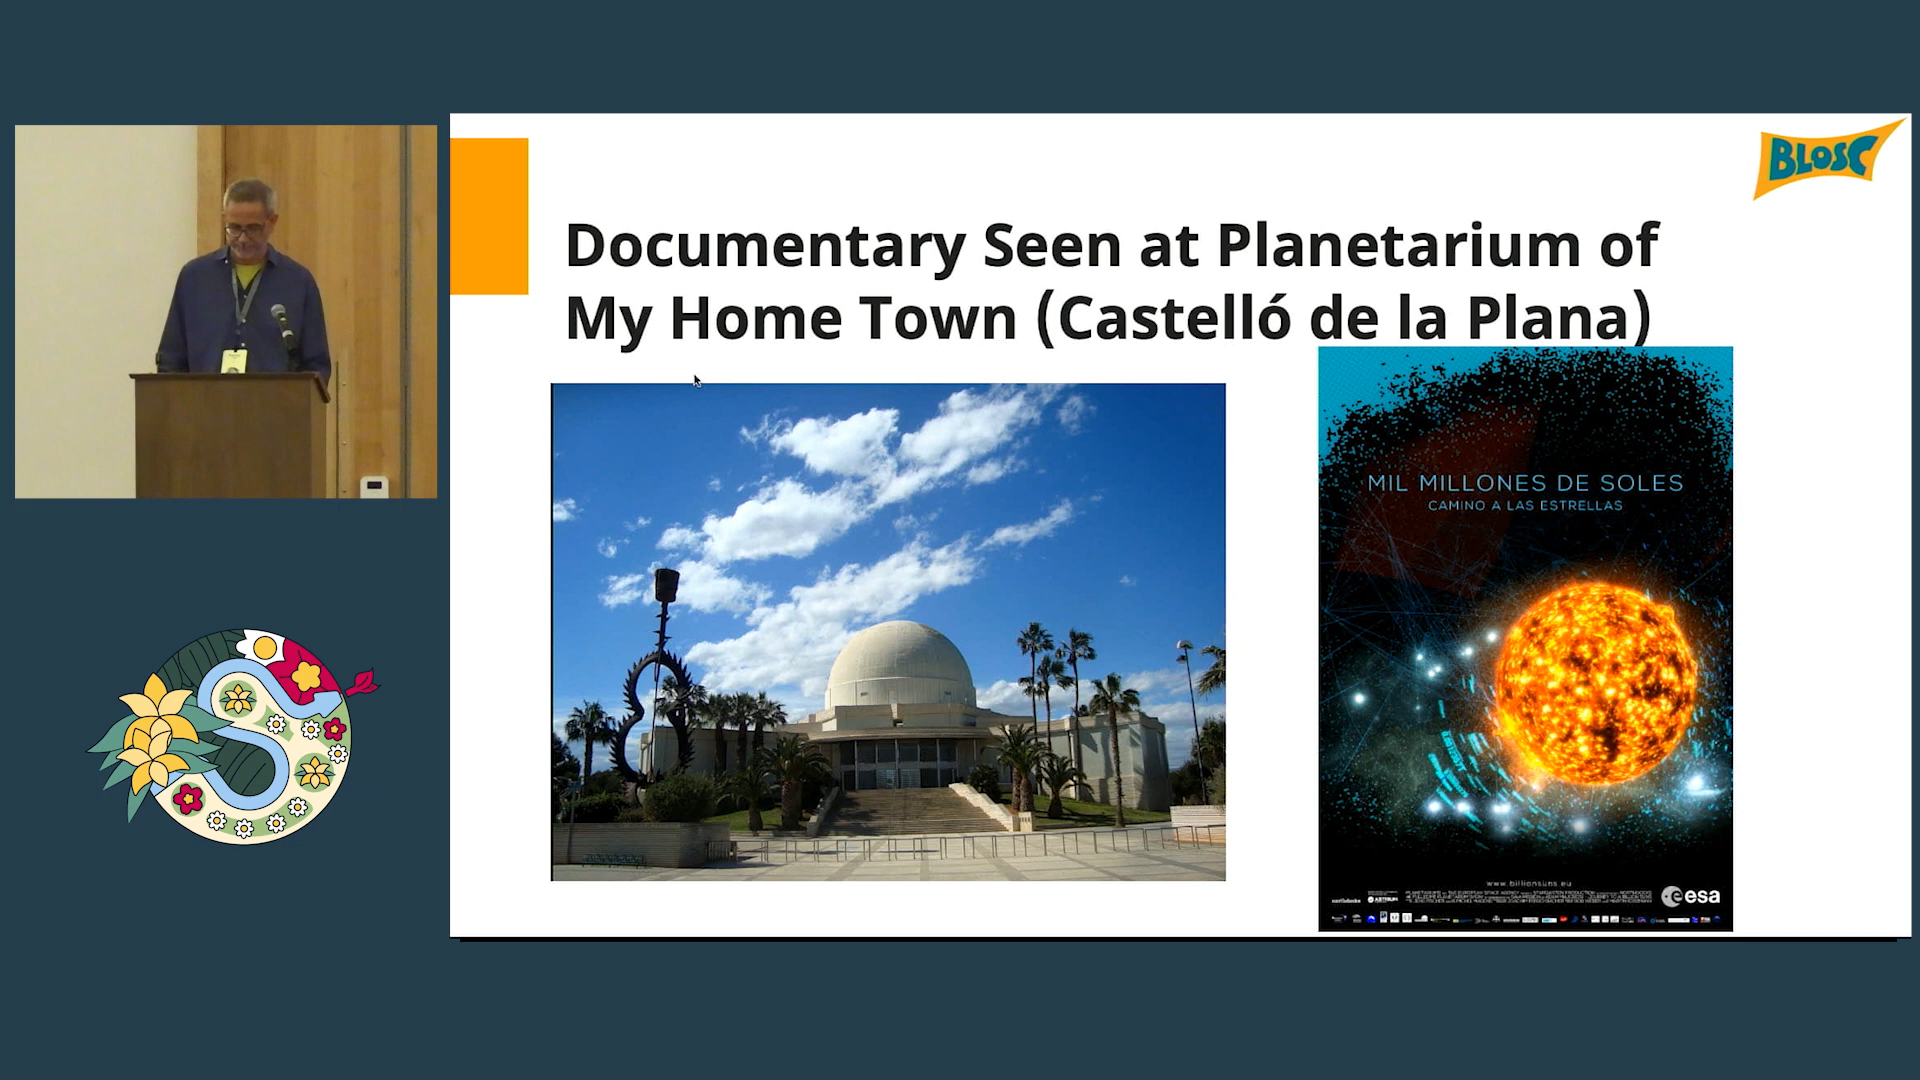 BLOSC
Documentary Seen at Planetarium of
My Home Town (Castelló de la Plana)
MIL MILLONES DE SOLES
CAMINO A LAS ESTRELLAS
www.billionsuns.eu
esa